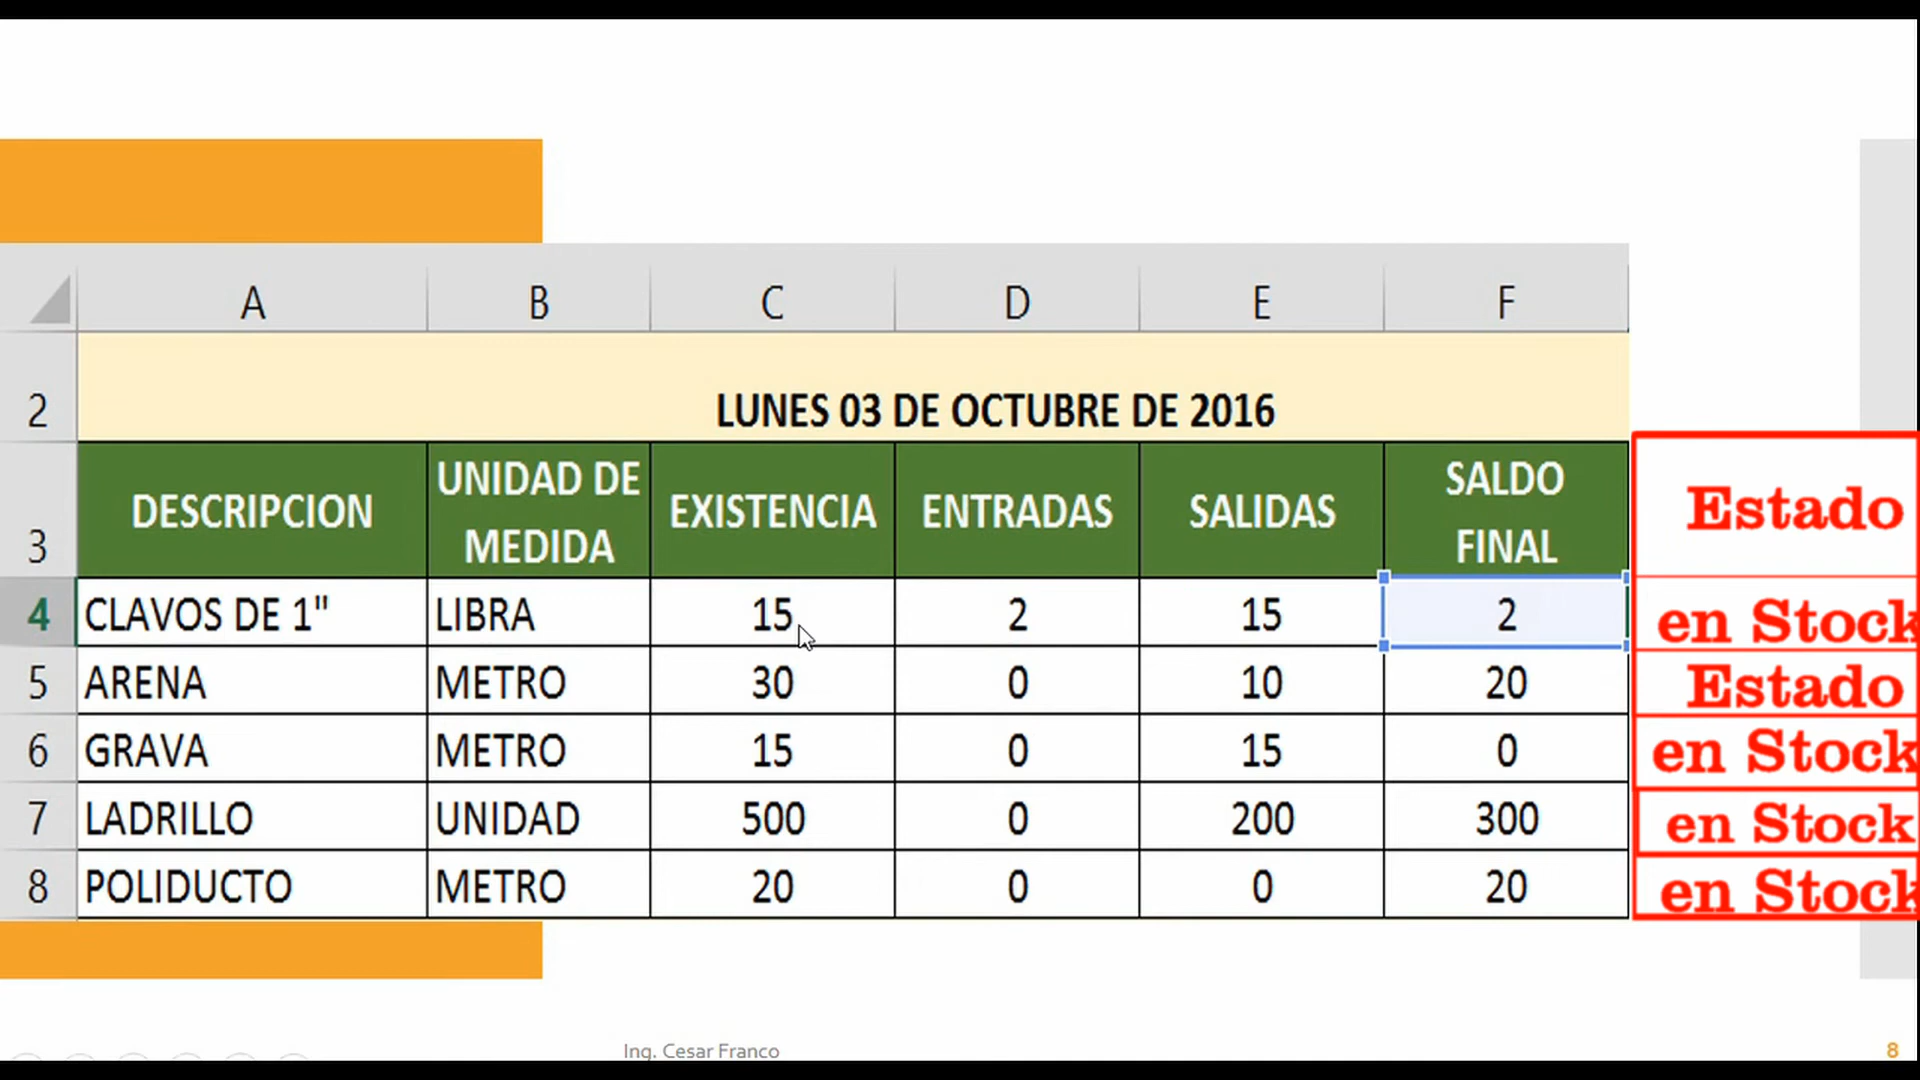 A B C D E F
2 LUNES 03 DE OCTUBRE DE 2016
3 DESCRIPCION UNIDAD DE MEDIDA EXISTENCIA ENTRADAS SALIDAS SALDO FINAL Estado
4 CLAVOS DE 1" LIBRA 15 2 15 2 en Stock
5 ARENA METRO 30 0 10 20 Estado
6 GRAVA METRO 15 0 15 0 en Stock
7 LADRILLO UNIDAD 500 0 200 300 en Stock
8 POLIDUCTO METRO 20 0 0 20 en Stock
Ing. Cesar Franco
8